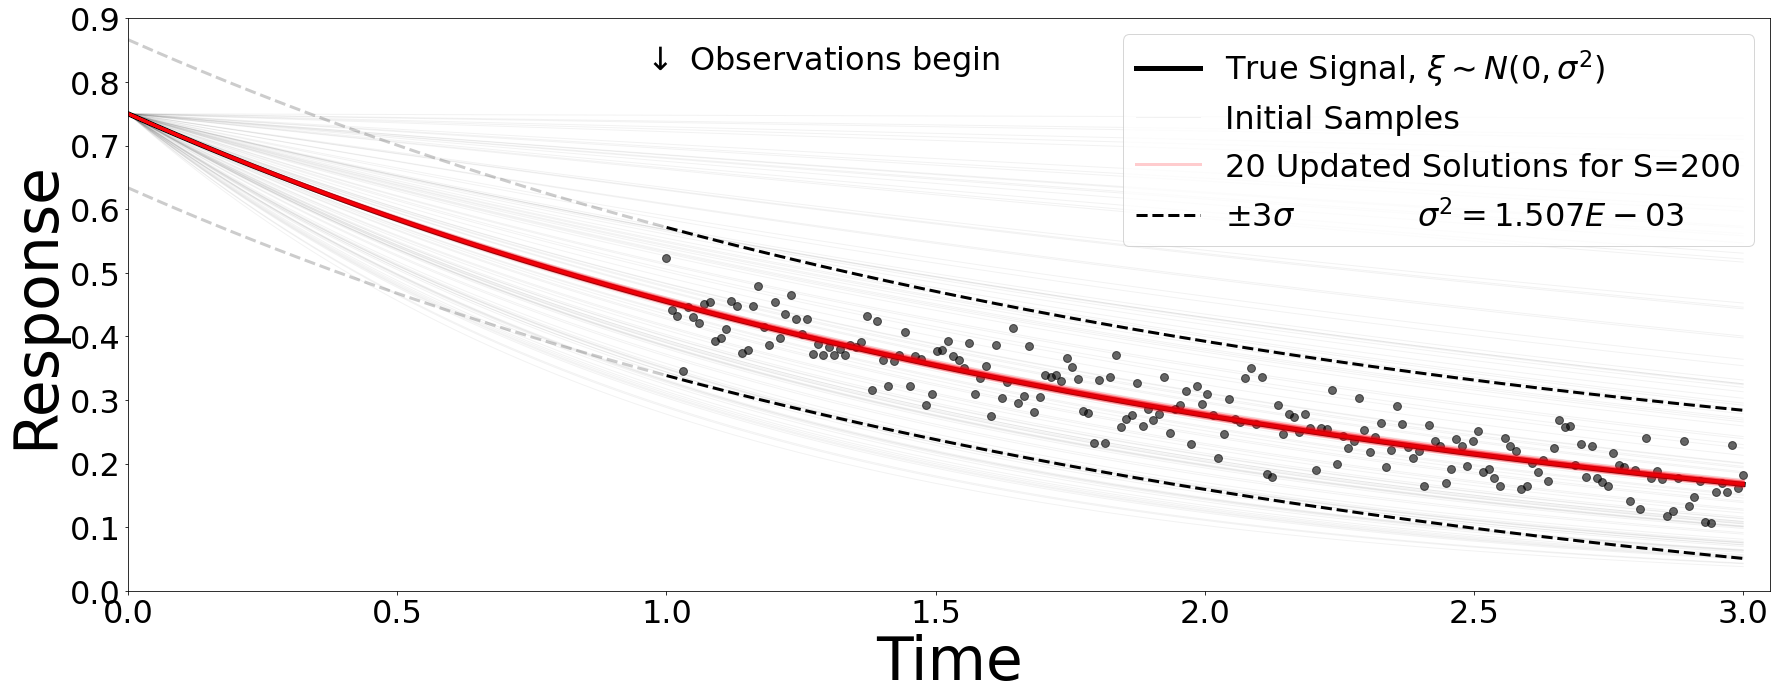 ↓ Observations begin
True Signal, ξ ∼ N(0, σ²)
Initial Samples
20 Updated Solutions for S=200
±3σ σ² = 1.507E − 03
Response
0.9
0.8
0.7
0.6
0.5
0.4
0.3
0.2
0.1
0.0
0.0 0.5 1.0 1.5 2.0 2.5 3.0
Time